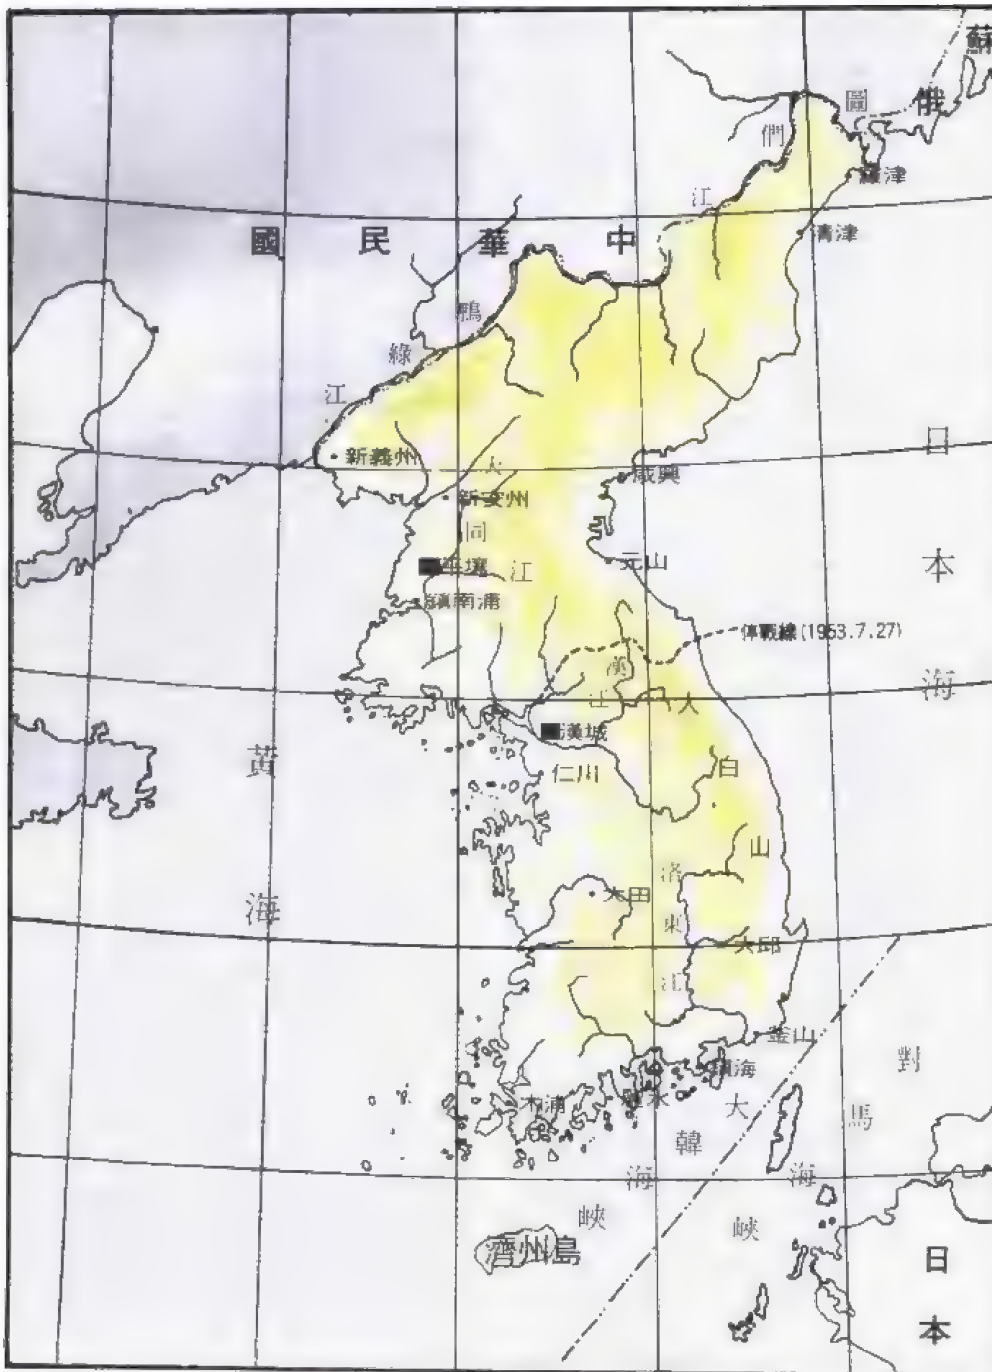 蘇
俄
圖
們
江
羅津
清津
中華民國
鴨
綠
江
新義州
大
同
江
新安州
咸興
平壤
元山
鎮南浦
停戰線(1953.7.27)
日
本
海
漢
江
漢城
仁川
大
白
山
黃
海
洛
東
江
大田
大邱
釜山
鎮海
木浦
麗水
大
韓
海
峽
對
馬
海
峽
濟州島
日
本